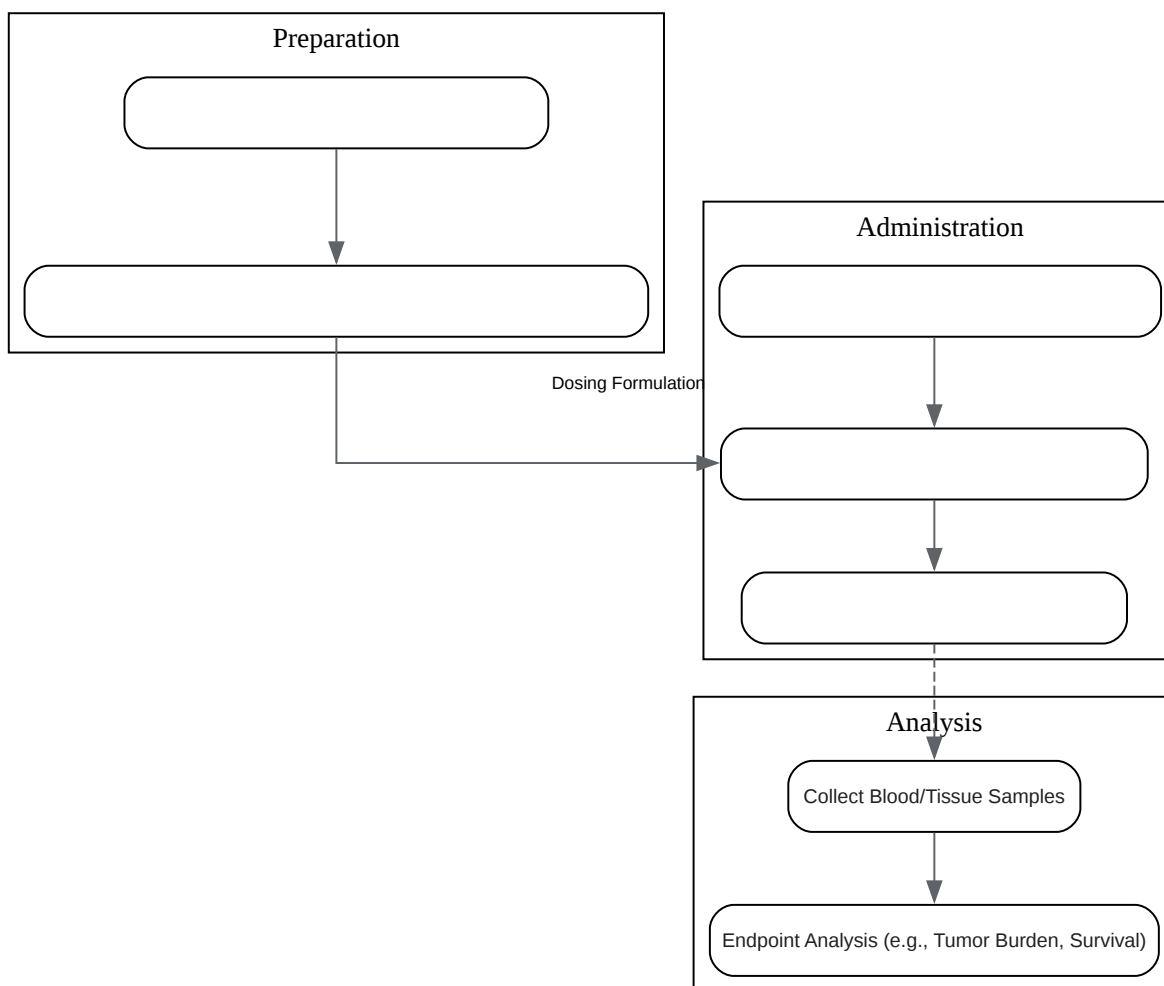 Preparation
Administration
Dosing Formulation
Analysis
Collect Blood/Tissue Samples
Endpoint Analysis (e.g., Tumor Burden, Survival)